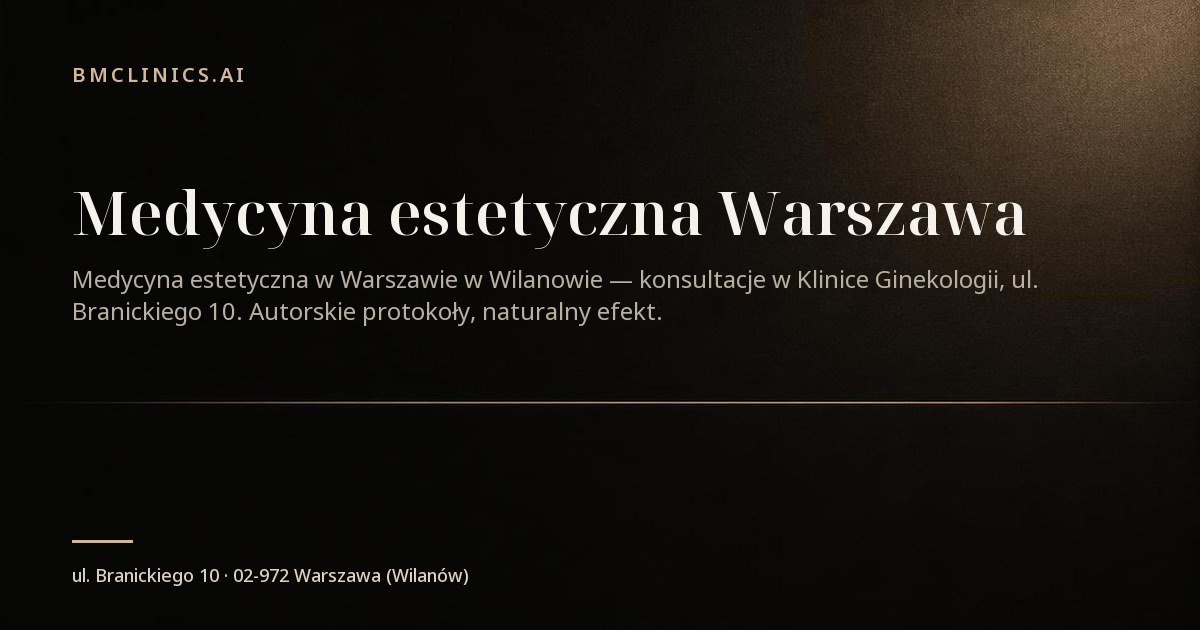 BMCLINICS.AI
Medycyna estetyczna Warszawa
Medycyna estetyczna w Warszawie w Wilanowie — konsultacje w Klinice Ginekologii, ul.
Branickiego 10. Autorskie protokoły, naturalny efekt.
ul. Branickiego 10 · 02-972 Warszawa (Wilanów)